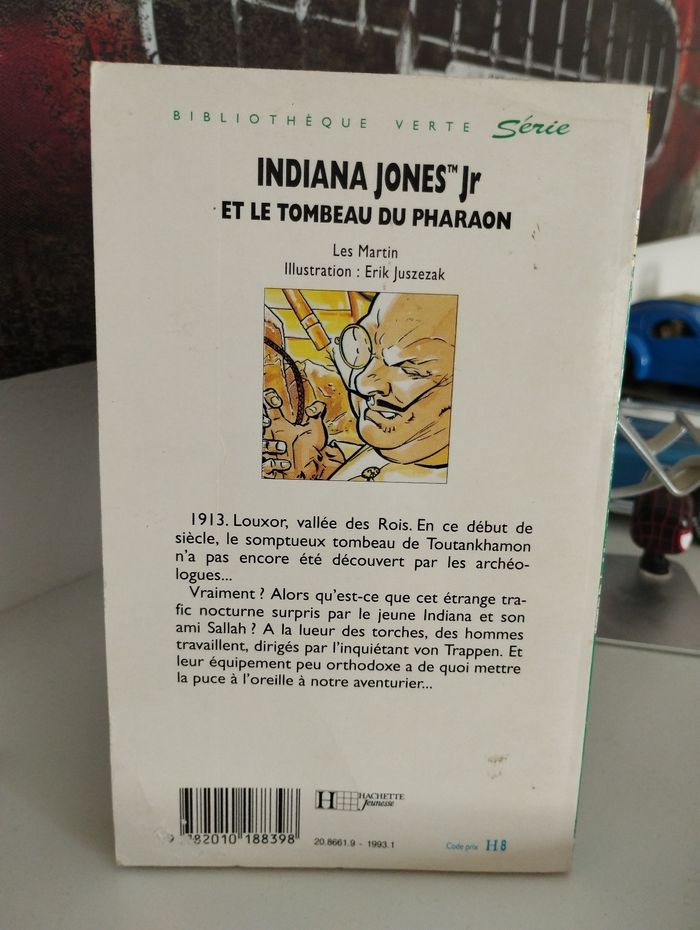 BIBLIOTHÈQUE VERTE Série
INDIANA JONES™ Jr
ET LE TOMBEAU DU PHARAON
Les Martin
Illustration : Erik Juszezak
1913. Louxor, vallée des Rois. En ce début de
siècle, le somptueux tombeau de Toutankhamon
n'a pas encore été découvert par les archéo-
logues...
Vraiment ? Alors qu'est-ce que cet étrange tra-
fic nocturne surpris par le jeune Indiana et son
ami Sallah ? A la lueur des torches, des hommes
travaillent, dirigés par l'inquiétant von Trappen. Et
leur équipement peu orthodoxe a de quoi mettre
la puce à l'oreille à notre aventurier...
H HACHETTE
Jeunesse
9 782010 188398
20.8661.9 - 1993.1
Code prix H8